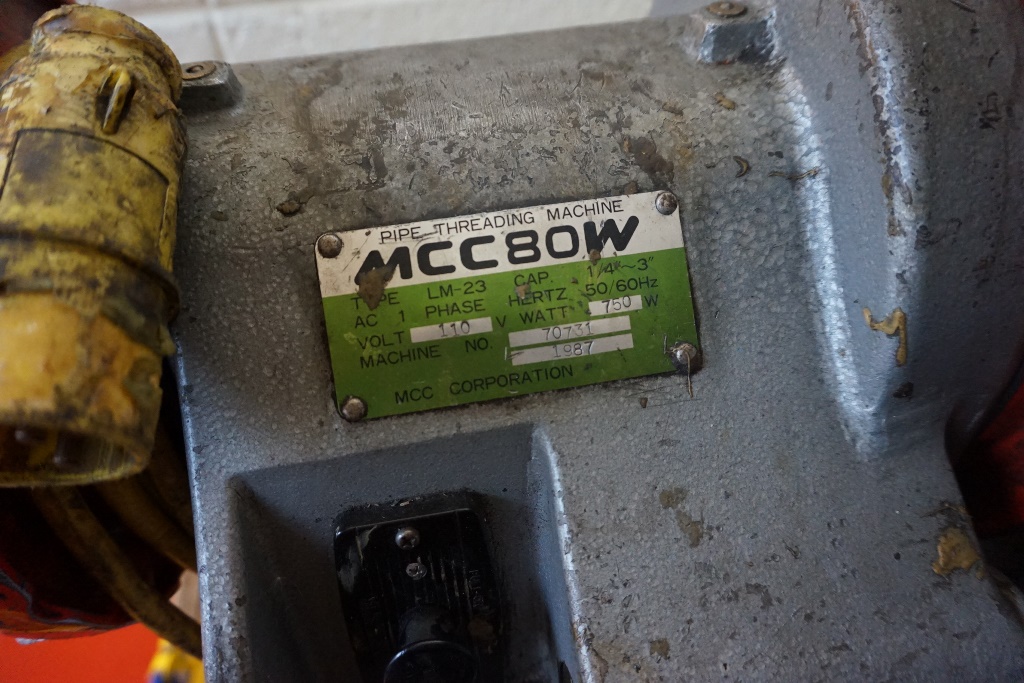 PIPE THREADING MACHINE
MCC80W
TYPE LM-23 CAP. 1/4"~3"
AC 1 PHASE HERTZ 50/60Hz
VOLT 110 V WATT 750 W
MACHINE NO. 70731
1987
MCC CORPORATION